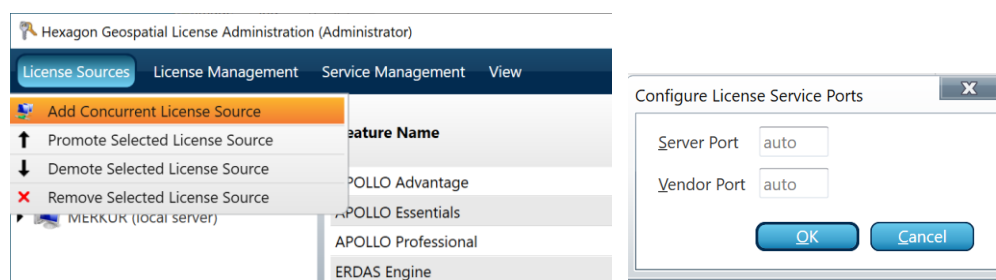 Hexagon Geospatial License Administration (Administrator)
License Sources License Management Service Management View
Add Concurrent License Source
Promote Selected License Source
Demote Selected License Source
Remove Selected License Source
MERKUR (local server)
eature Name
POLLO Advantage
APOLLO Essentials
APOLLO Professional
ERDAS Engine
Configure License Service Ports
X
Server Port auto
Vendor Port auto
OK Cancel